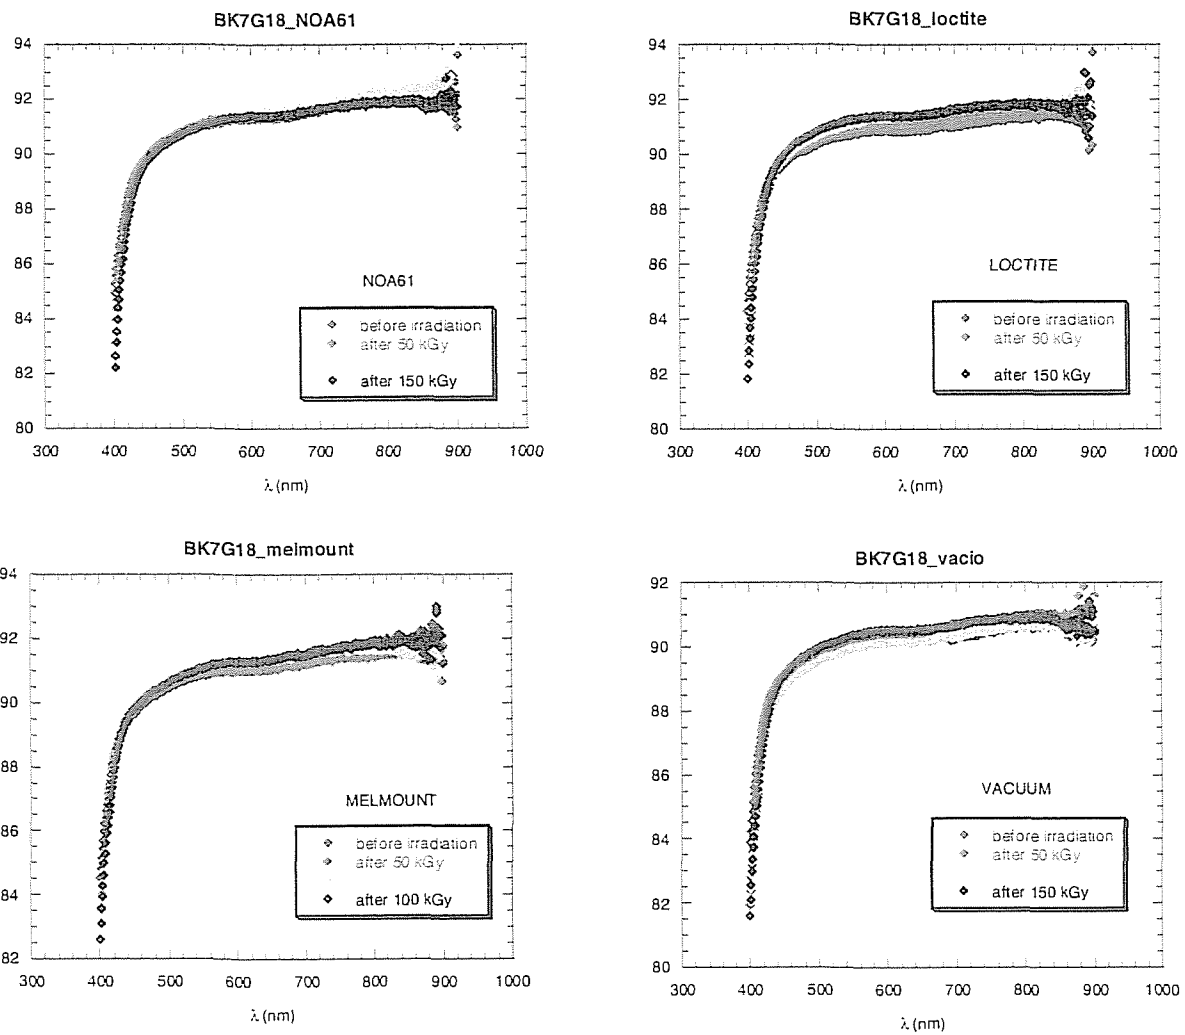 BK7G18_NOA61
94
92
90
88
86
84
82
80
300 400 500 600 700 800 900 1000
λ (nm)
NOA61
before irradiation
after 50 kGy
after 150 kGy
BK7G18_loctite
94
92
90
88
86
84
82
80
300 400 500 600 700 800 900 1000
λ (nm)
LOCTITE
before irradiation
after 50 kGy
after 150 kGy
BK7G18_melmount
94
92
90
88
86
84
82
300 400 500 600 700 800 900 1000
λ (nm)
MELMOUNT
before irradiation
after 50 kGy
after 100 kGy
BK7G18_vacio
92
90
88
86
84
82
80
300 400 500 600 700 800 900 1000
λ (nm)
VACUUM
before irradiation
after 50 kGy
after 150 kGy